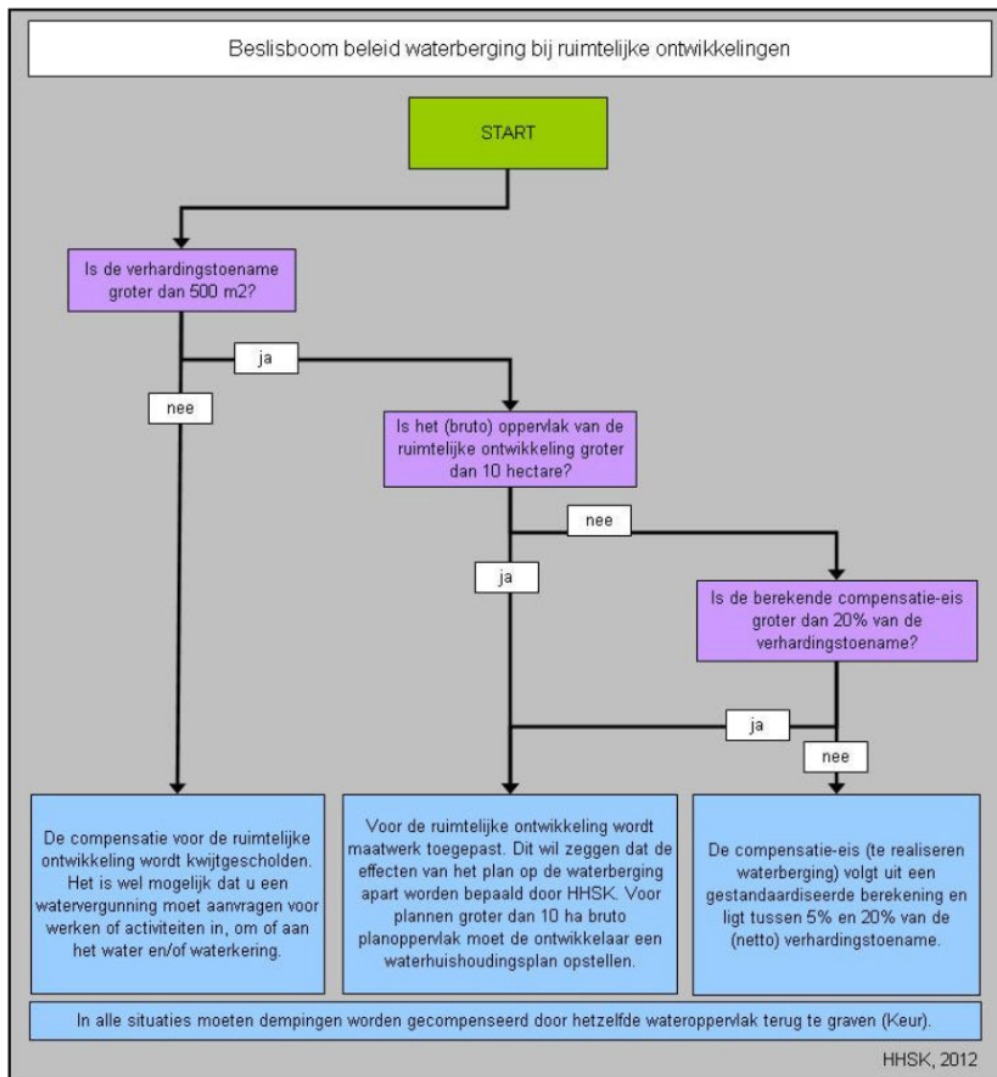 Beslisboom beleid waterberging bij ruimtelijke ontwikkelingen
START
Is de verhardingstoename
groter dan 500 m2?
ja
nee
Is het (bruto) oppervlak van de
ruimtelijke ontwikkeling groter
dan 10 hectare?
nee
ja
Is de berekende compensatie-eis
groter dan 20% van de
verhardingstoename?
ja
nee
De compensatie voor de ruimtelijke
ontwikkeling wordt kwijtgescholden.
Het is wel mogelijk dat u een
watervergunning moet aanvragen voor
werken of activiteiten in, om of aan
het water en/of waterkering.
Voor de ruimtelijke ontwikkeling wordt
maatwerk toegepast. Dit wil zeggen dat de
effecten van het plan op de waterberging
apart worden bepaald door HHSK. Voor
plannen groter dan 10 ha bruto
planoppervlak moet de ontwikkelaar een
waterhuishoudingsplan opstellen.
De compensatie-eis (te realiseren
waterberging) volgt uit een
gestandaardiseerde berekening en
ligt tussen 5% en 20% van de
(netto) verhardingstoename.
In alle situaties moeten dempingen worden gecompenseerd door hetzelfde wateroppervlak terug te graven (Keur).
HHSK, 2012